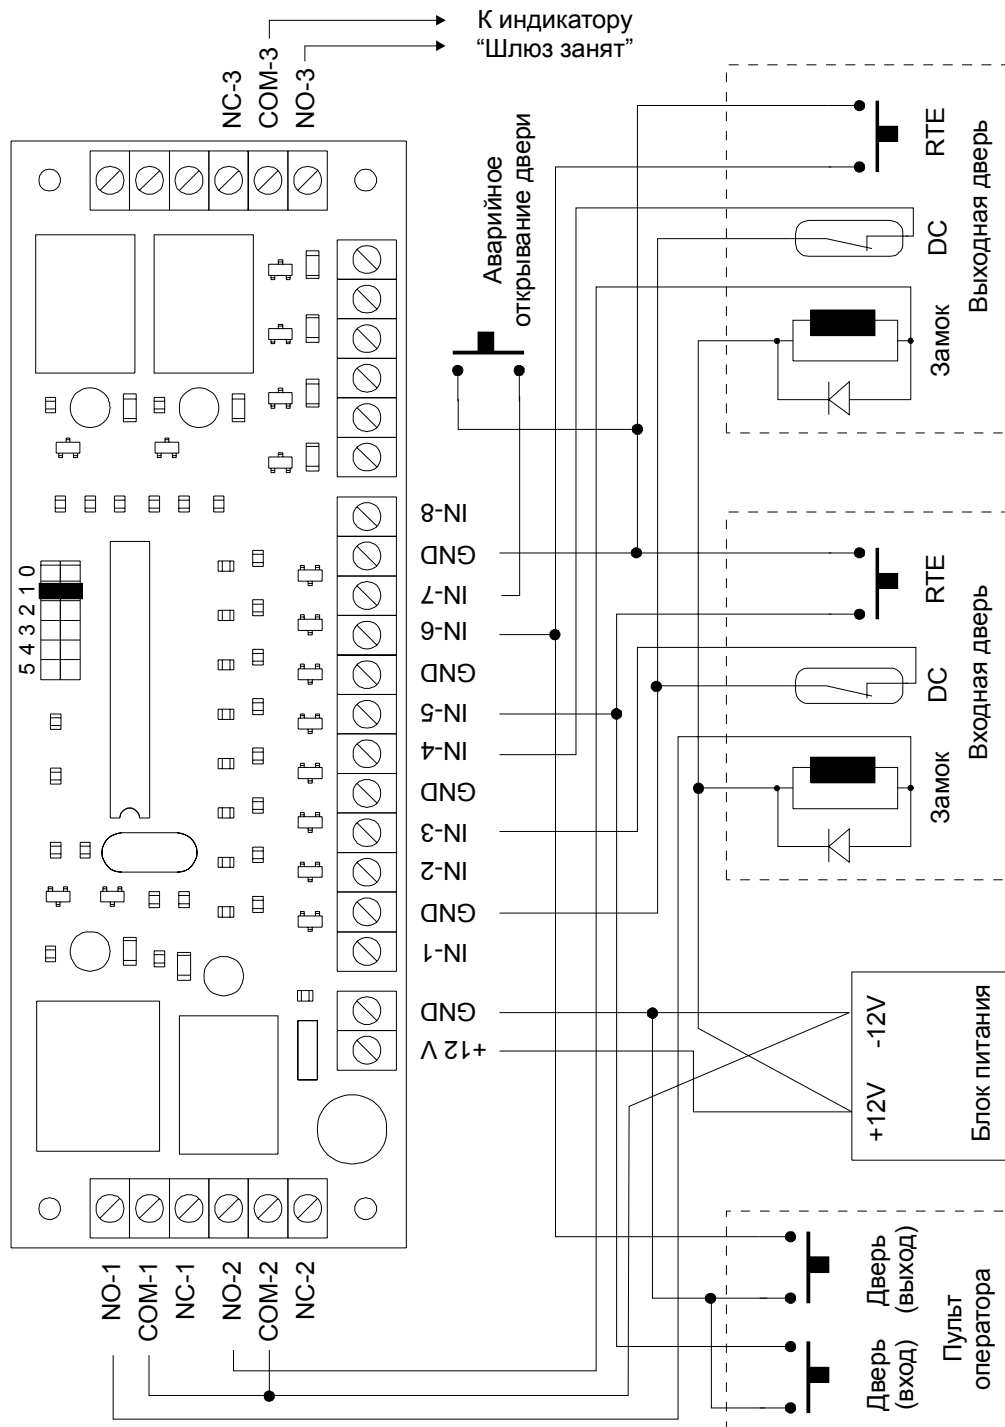 К индикатору
“Шлюз занят”
NC-3
COM-3
NO-3
Аварийное
открывание двери
RTE
DC
Замок
Выходная дверь
5 4 3 2 1 0
IN-8
GND
IN-7
IN-6
GND
IN-5
IN-4
GND
IN-3
IN-2
GND
IN-1
GND
+12 V
RTE
DC
Замок
Входная дверь
+12V
-12V
Блок питания
NO-1
COM-1
NC-1
NO-2
COM-2
NC-2
Дверь
(выход)
Дверь
(вход)
Пульт
оператора